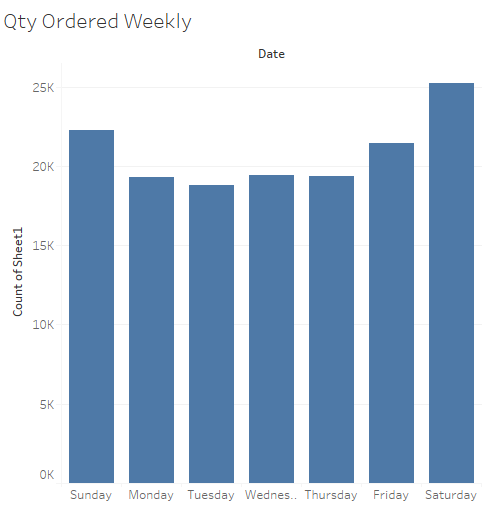 Qty Ordered Weekly
Date
Count of Sheet1
25K
20K
15K
10K
5K
0K
Sunday Monday Tuesday Wednes.. Thursday Friday Saturday